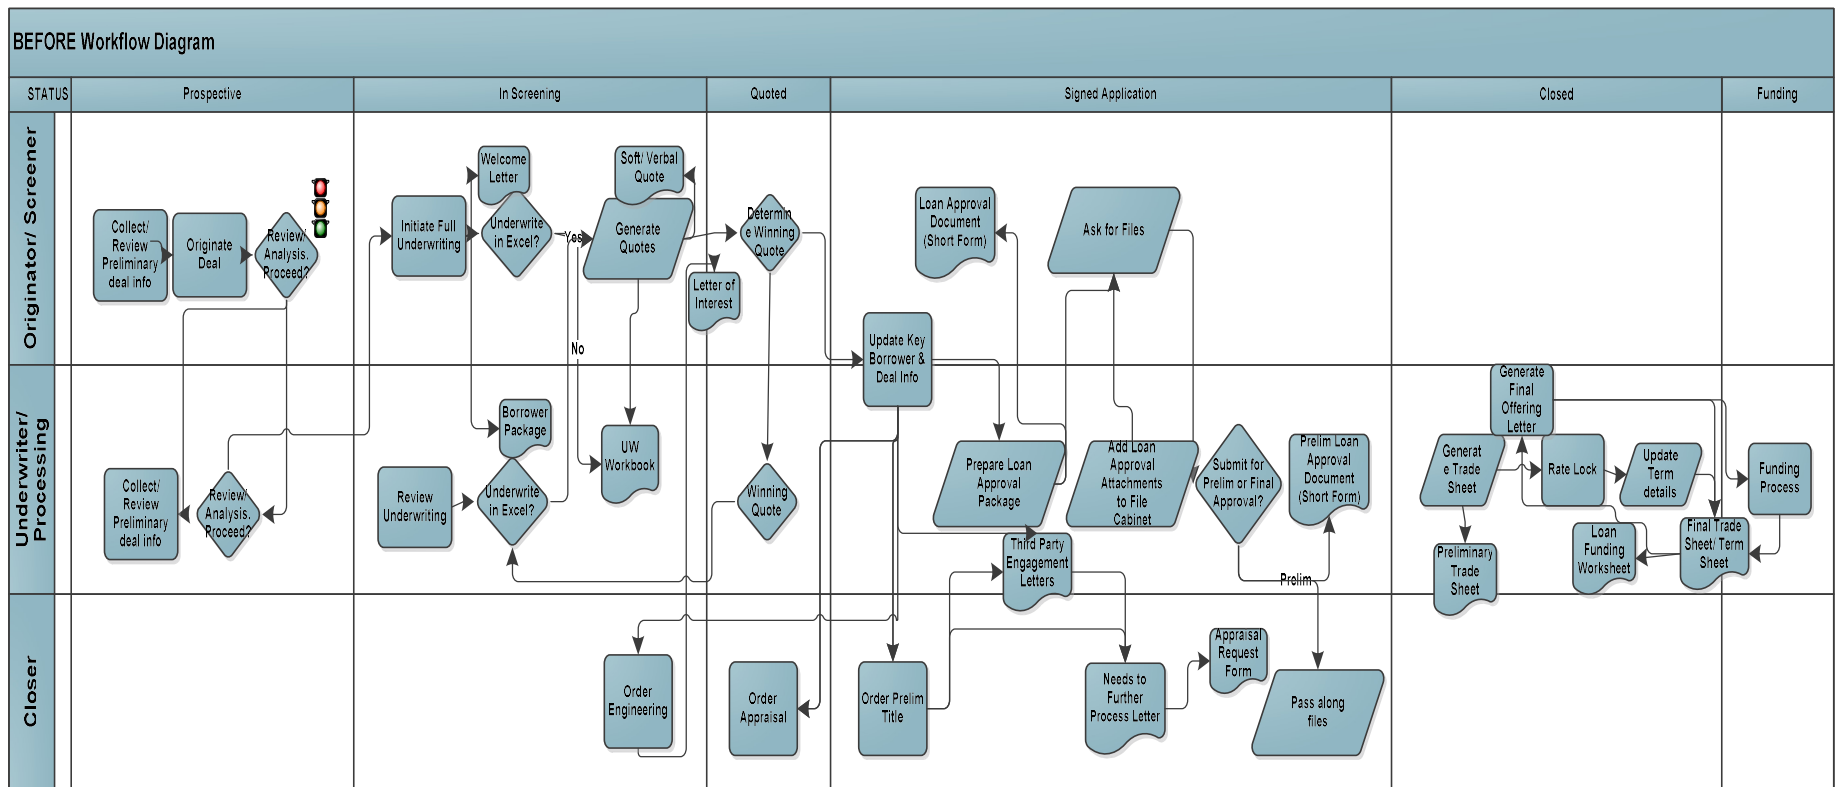 BEFORE Workflow Diagram
STATUS
Prospective
In Screening
Quoted
Signed Application
Closed
Funding
Originator/ Screener
Collect/
Review
Preliminary
deal info
Originate
Deal
Review/
Analysis.
Proceed?
Initiate Full
Underwriting
Welcome
Letter
Underwrite
in Excel?
Yes
No
Soft/ Verbal
Quote
Generate
Quotes
Letter of
Interest
Determin
e Winning
Quote
Loan Approval
Document
(Short Form)
Ask for Files
Update Key
Borrower &
Deal Info
Underwriter/
Processing
Collect/
Review
Preliminary
deal info
Review/
Analysis.
Proceed?
Review
Underwriting
Borrower
Package
Underwrite
in Excel?
UW
Workbook
Winning
Quote
Prepare Loan
Approval
Package
Add Loan
Approval
Attachments
to File
Cabinet
Submit for
Prelim or Final
Approval?
Prelim Loan
Approval
Document
(Short Form)
Third Party
Engagement
Letters
Prelim
Generate
Final
Offering
Letter
Generat
e Trade
Sheet
Rate Lock
Update
Term
details
Funding
Process
Preliminary
Trade
Sheet
Loan
Funding
Worksheet
Final Trade
Sheet/ Term
Sheet
Closer
Order
Engineering
Order
Appraisal
Order Prelim
Title
Needs to
Further
Process Letter
Appraisal
Request
Form
Pass along
files